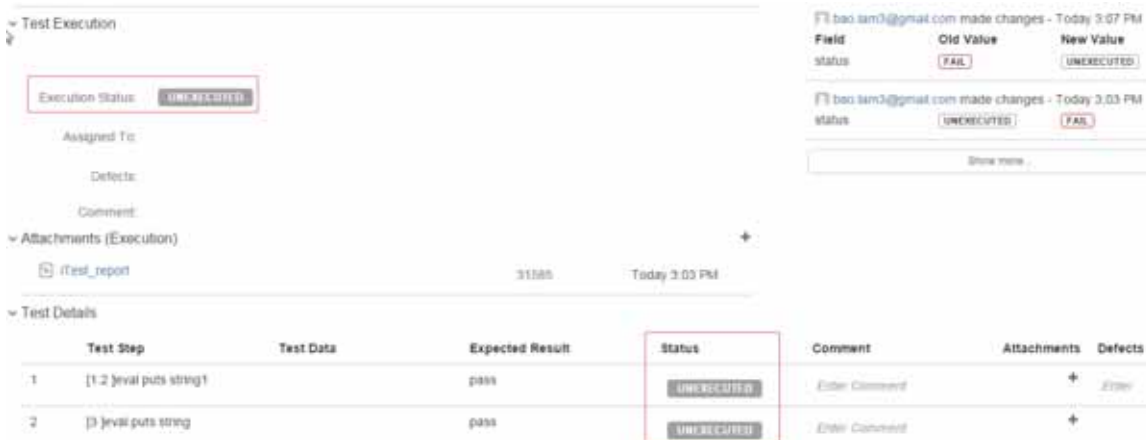 Test Execution
Execution Status: UNEXECUTED
Assigned To:
Defects:
Comment:
Attachments (Execution) +
iTest_report 31585 Today 3:03 PM
Test Details
Test Step Test Data Expected Result Status Comment Attachments Defects
1 [1.2 ]eval puts string1 pass UNEXECUTED Enter Comment + Enter
2 [3 ]eval puts string pass UNEXECUTED Enter Comment +
bao.lam3@gmail.com made changes - Today 3:07 PM
Field Old Value New Value
status FAIL UNEXECUTED
bao.lam3@gmail.com made changes - Today 3:03 PM
status UNEXECUTED FAIL
Show more...